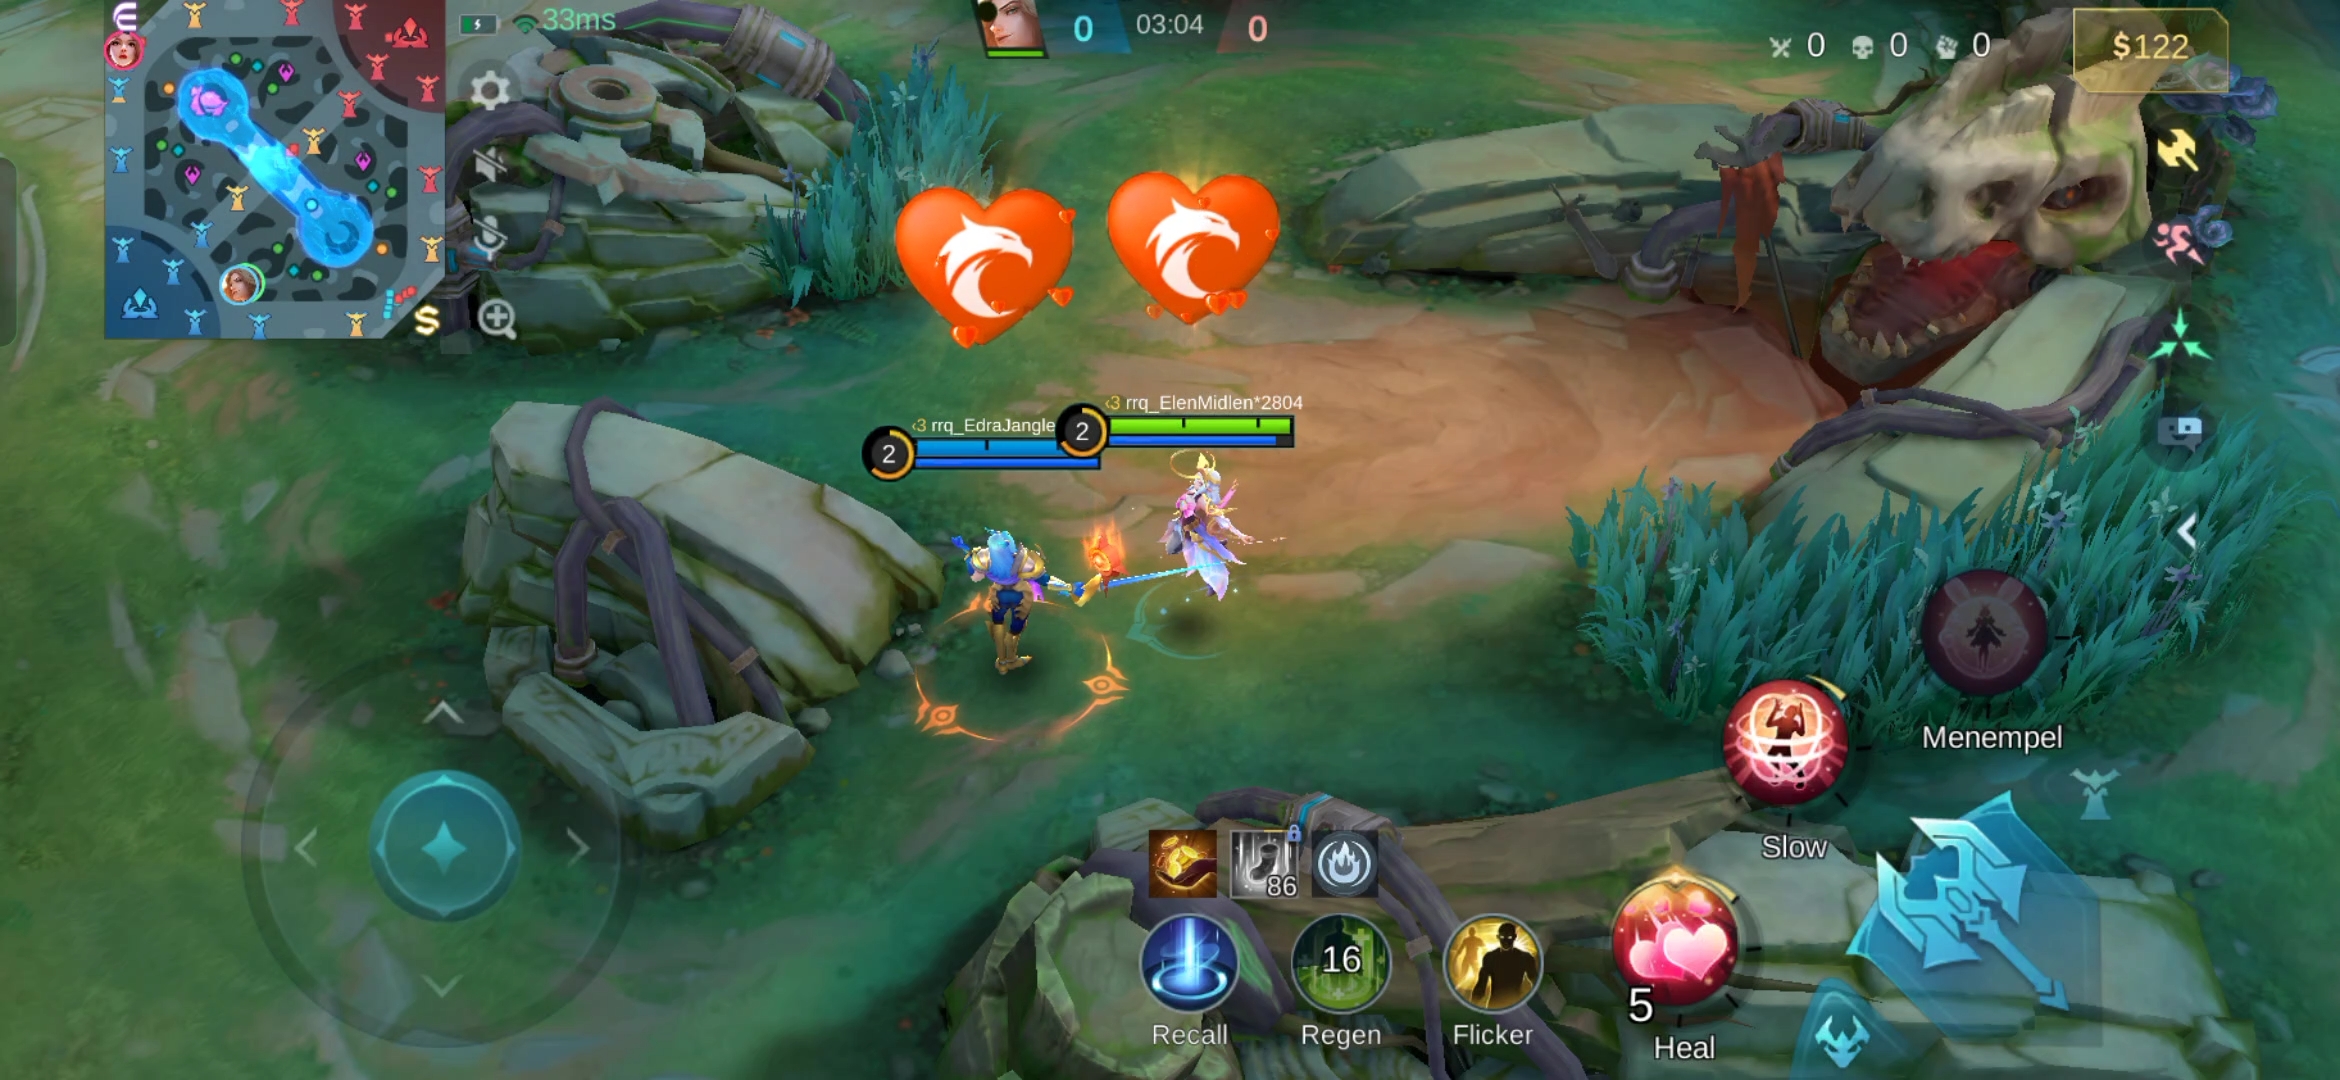 33ms
0 03:04 0
0 0 0
$122
‹3 rrq_ElenMidlen*2804
‹3 rrq_EdraJangle
2
2
Menempel
Slow
86
16
5
Recall
Regen
Flicker
Heal